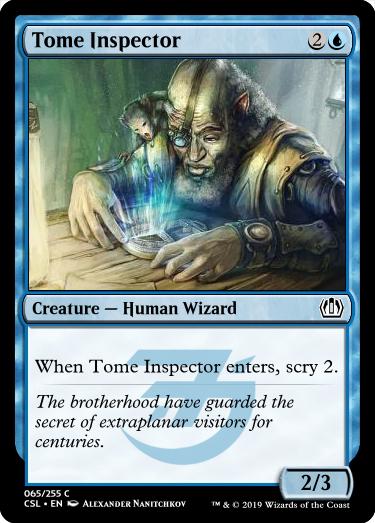 Tome Inspector 2
Creature — Human Wizard
When Tome Inspector enters, scry 2.
The brotherhood have guarded the
secret of extraplanar visitors for
centuries.
2/3
065/255 C
CSL • EN ALEXANDER NANITCHKOV
™ & © 2019 Wizards of the Coast